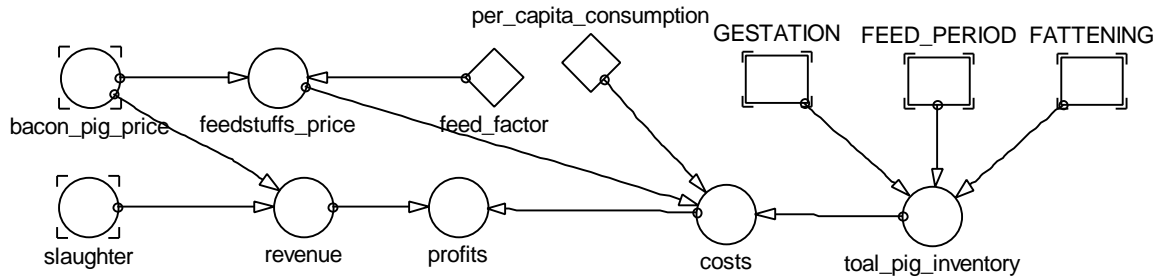 per_capita_consumption
GESTATION FEED_PERIOD FATTENING
bacon_pig_price feedstuffs_price feed_factor
slaughter revenue profits costs toal_pig_inventory